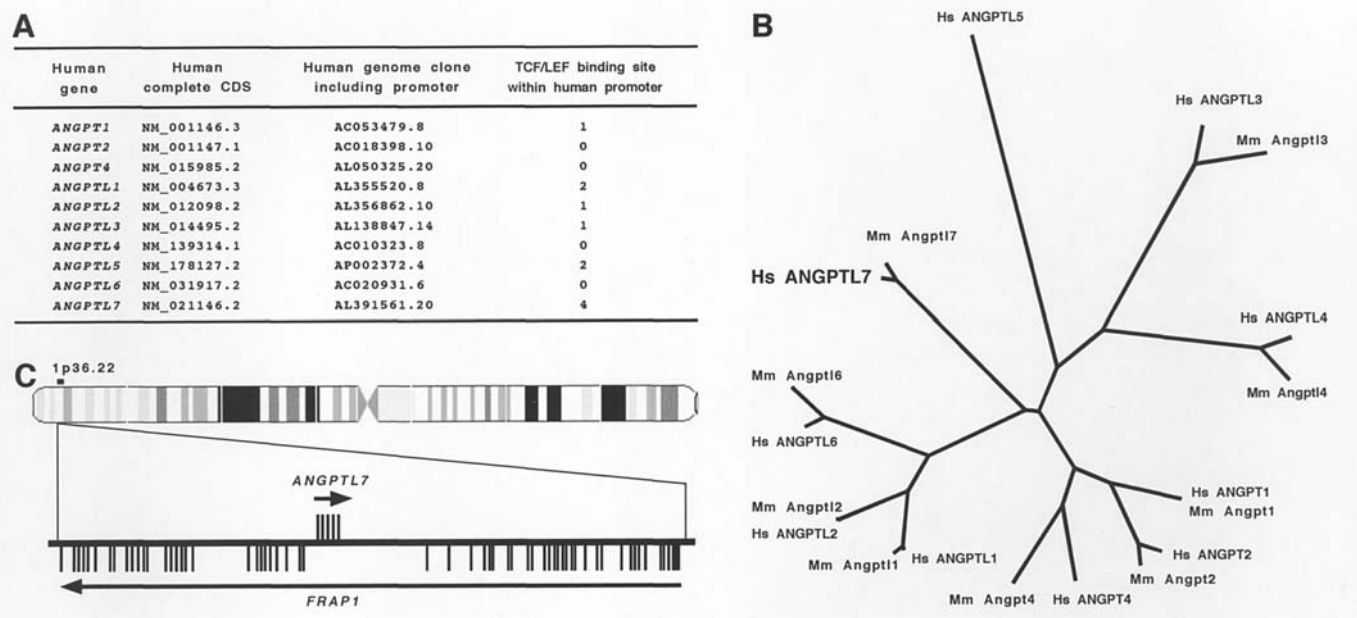 A
Human Human Human genome clone TCF/LEF binding site
gene complete CDS including promoter within human promoter
ANGPT1 NM_001146.3 AC053479.8 1
ANGPT2 NM_001147.1 AC018398.10 0
ANGPT4 NM_015985.2 AL050325.20 0
ANGPTL1 NM_004673.3 AL355520.8 2
ANGPTL2 NM_012098.2 AL356862.10 1
ANGPTL3 NM_014495.2 AL138847.14 1
ANGPTL4 NM_139314.1 AC010323.8 0
ANGPTL5 NM_178127.2 AP002372.4 2
ANGPTL6 NM_031917.2 AC020931.6 0
ANGPTL7 NM_021146.2 AL391561.20 4
C
1p36.22
ANGPTL7
FRAP1
B
Hs ANGPTL5
Hs ANGPTL3
Mm Angptl3
Mm Angptl7
Hs ANGPTL7
Hs ANGPTL4
Mm Angptl4
Mm Angptl6
Hs ANGPTL6
Mm Angptl2
Hs ANGPTL2
Mm Angptl1
Hs ANGPTL1
Hs ANGPT1
Mm Angpt1
Hs ANGPT2
Mm Angpt2
Mm Angpt4
Hs ANGPT4